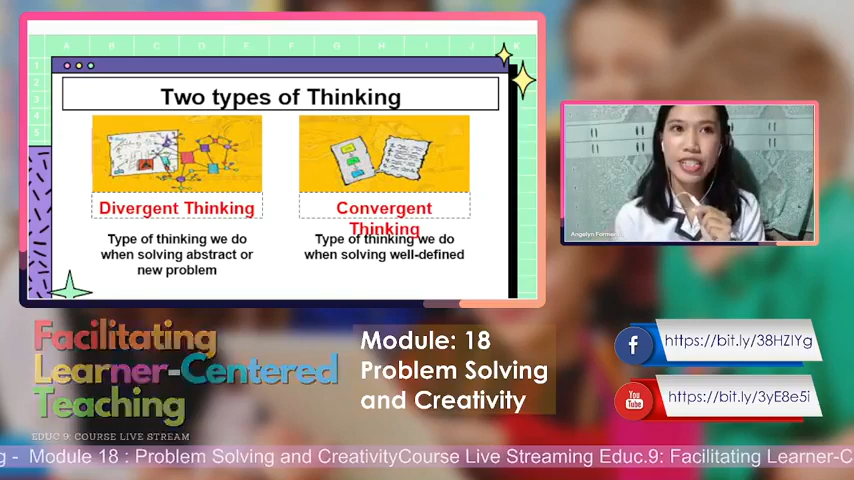 A B C D E F G H I J K
1
2
3
4
5
Two types of Thinking
Divergent Thinking
Type of thinking we do
when solving abstract or
new problem
Convergent
Thinking
Type of thinking we do
when solving well-defined
Angelyn
Facilitating
Learner-Centered
Teaching
EDUC 9: COURSE LIVE STREAM
Module: 18
Problem Solving
and Creativity
https://bit.ly/38HZIYg
You
Tube
https://bit.ly/3yE8e5i
g - Module 18 : Problem Solving and CreativityCourse Live Streaming Educ.9: Facilitating Learner-C